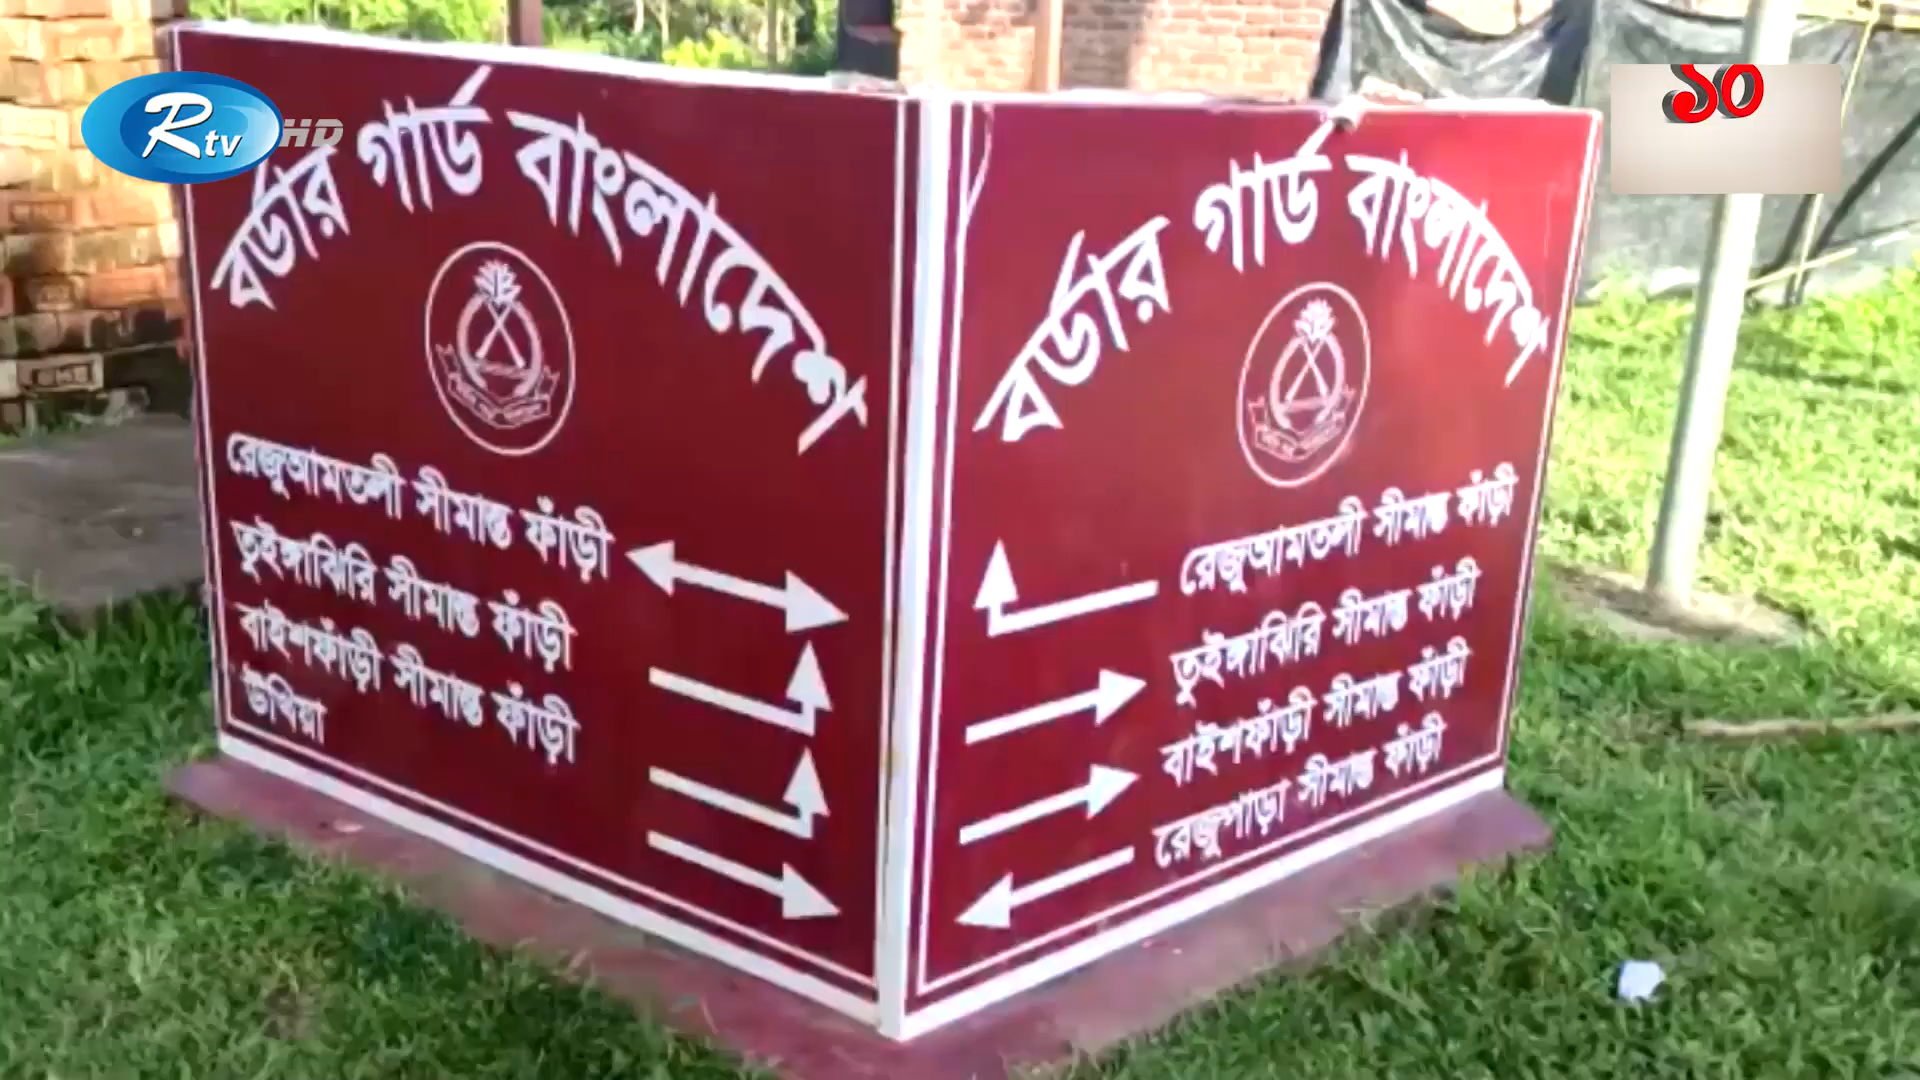 Rtv HD
১০
বর্ডার গার্ড বাংলাদেশ
রেজুআমতলী সীমান্ত ফাঁড়ী
তুইঙ্গাঝিরি সীমান্ত ফাঁড়ী
বাইশফাঁড়ী সীমান্ত ফাঁড়ী
উখিয়া
বর্ডার গার্ড বাংলাদেশ
রেজুআমতলী সীমান্ত ফাঁড়ী
তুইঙ্গাঝিরি সীমান্ত ফাঁড়ী
বাইশফাঁড়ী সীমান্ত ফাঁড়ী
রেজুপাড়া সীমান্ত ফাঁড়ী